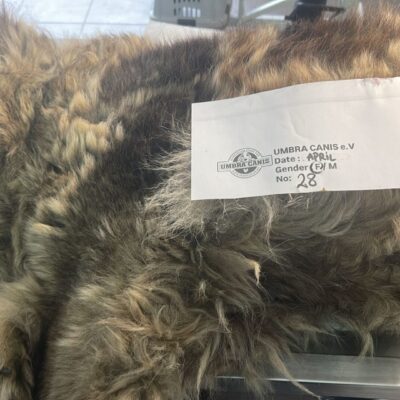 UMBRA CANIS
UMBRA CANIS e.V
Date : APRIL
Gender F/ M
No: 28